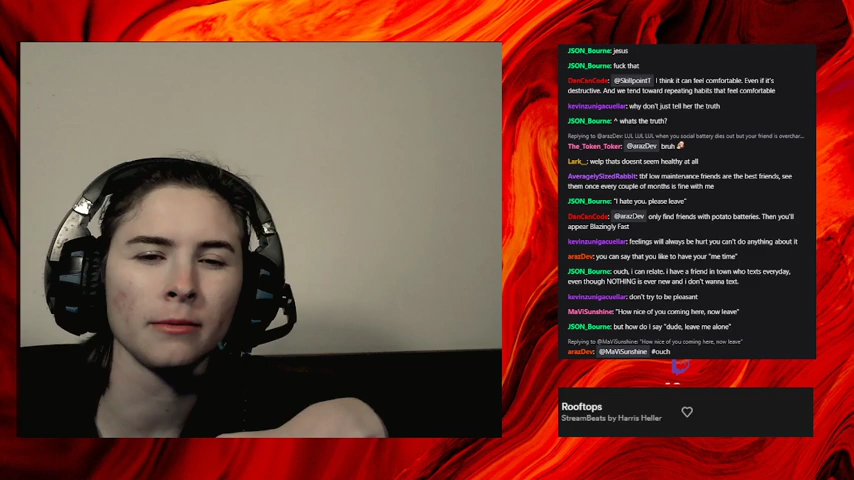 JSON_Bourne: jesus
JSON_Bourne: fuck that
DanCanCode: @SkillpointT I think it can feel comfortable. Even if it's
destructive. And we tend toward repeating habits that feel comfortable
kevinzunigacuellar: why don't just tell her the truth
JSON_Bourne: ^ whats the truth?
Replying to @arazDev: LUL LUL LUL when you social battery dies out but your friend is overchar...
The_Token_Toker: @arazDev bruh
Lark__: welp thats doesnt seem healthy at all
AveragelySizedRabbit: tbf low maintenance friends are the best friends, see
them once every couple of months is fine with me
JSON_Bourne: "I hate you. please leave"
DanCanCode: @arazDev only find friends with potato batteries. Then you'll
appear Blazingly Fast
kevinzunigacuellar: feelings will always be hurt you can't do anything about it
arazDev: you can say that you like to have your "me time"
JSON_Bourne: ouch, i can relate. i have a friend in town who texts everyday,
even though NOTHING is ever new and i don't wanna text.
kevinzunigacuellar: don't try to be pleasant
MaViSunshine: "How nice of you coming here, now leave"
JSON_Bourne: but how do I say "dude, leave me alone"
Replying to @MaViSunshine: "How nice of you coming here, now leave"
arazDev: @MaViSunshine #ouch
Rooftops
StreamBeats by Harris Heller